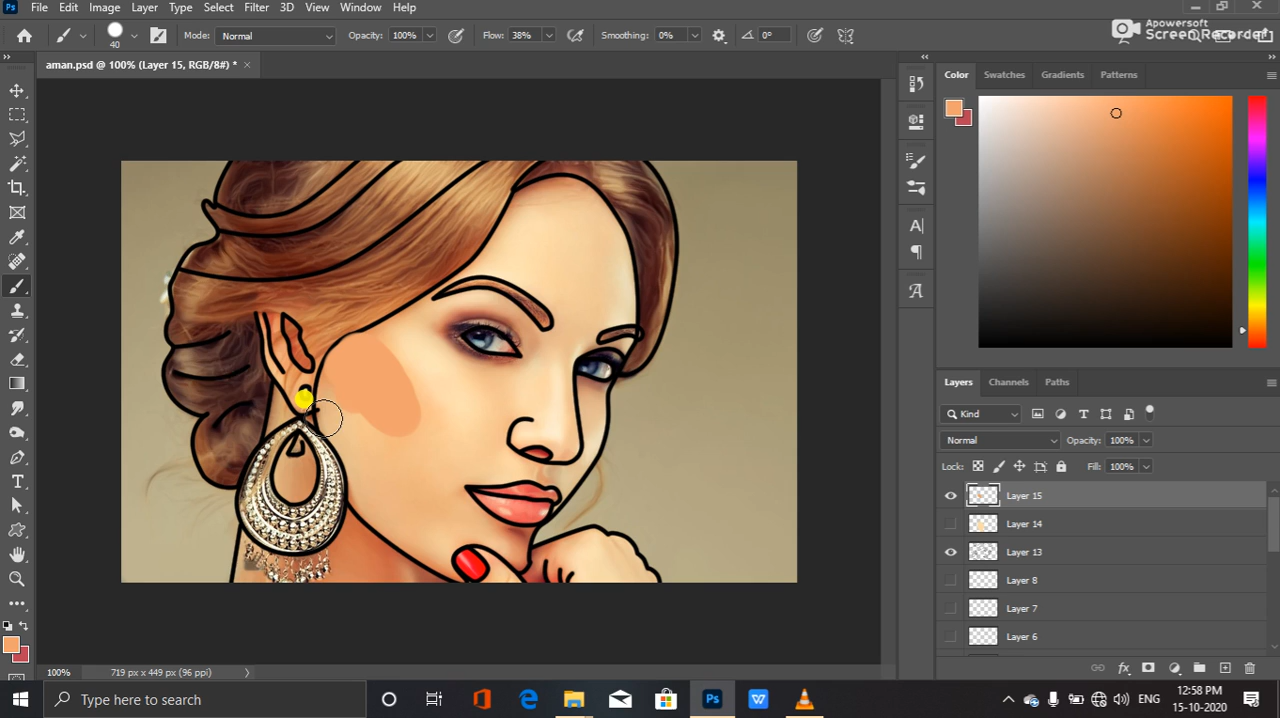 Ps File Edit Image Layer Type Select Filter 3D View Window Help
Apowersoft
Screen Recorder
40 Mode: Normal Opacity: 100% Flow: 38% Smoothing: 0% 0°
aman.psd @ 100% (Layer 15, RGB/8#) * ×
Color Swatches Gradients Patterns
Layers Channels Paths
Kind
Normal Opacity: 100%
Lock: Fill: 100%
Layer 15
Layer 14
Layer 13
Layer 8
Layer 7
Layer 6
100% 719 px x 449 px (96 ppi)
Type here to search
ENG
12:58 PM
15-10-2020